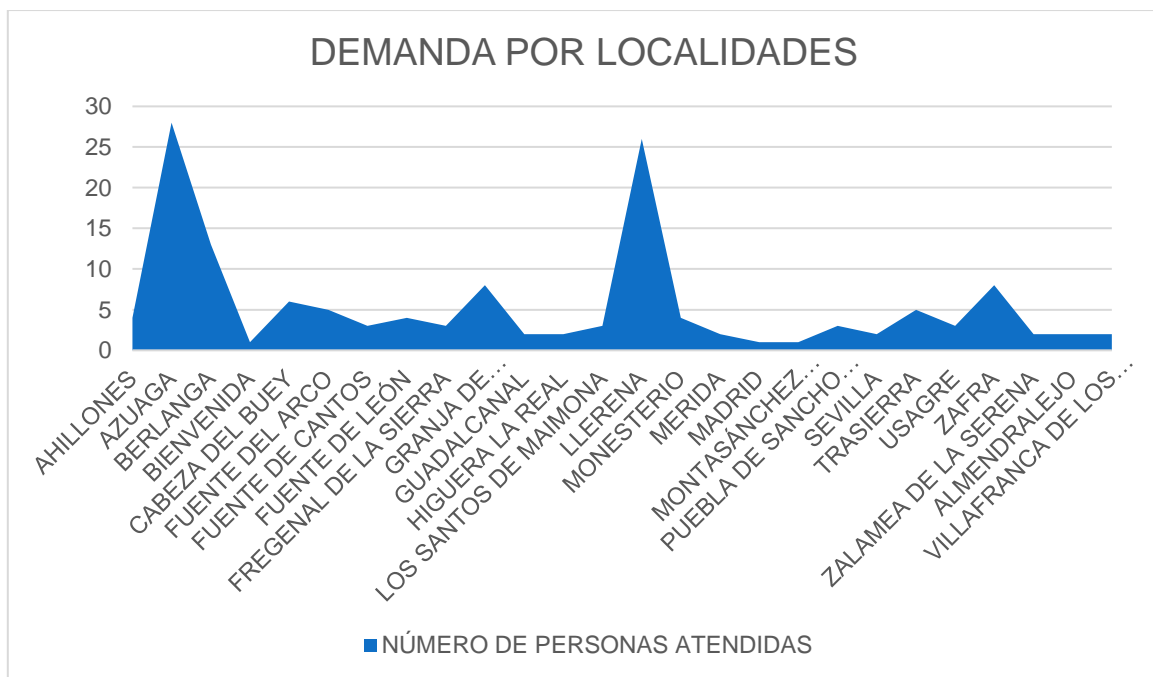 DEMANDA POR LOCALIDADES
30
25
20
15
10
5
0
AHILLONES
AZUAGA
BERLANGA
BIENVENIDA
CABEZA DEL BUEY
FUENTE DEL ARCO
FUENTE DE CANTOS
FUENTE DE LEÓN
FREGENAL DE LA SIERRA
GRANJA DE…
GUADALCANAL
HIGUERA LA REAL
LOS SANTOS DE MAIMONA
LLERENA
MONESTERIO
MERIDA
MADRID
MONTASÁNCHEZ…
PUEBLA DE SANCHO…
SEVILLA
TRASIERRA
USAGRE
ZAFRA
ZALAMEA DE LA SERENA
ALMENDRALEJO
VILLAFRANCA DE LOS…
NÚMERO DE PERSONAS ATENDIDAS